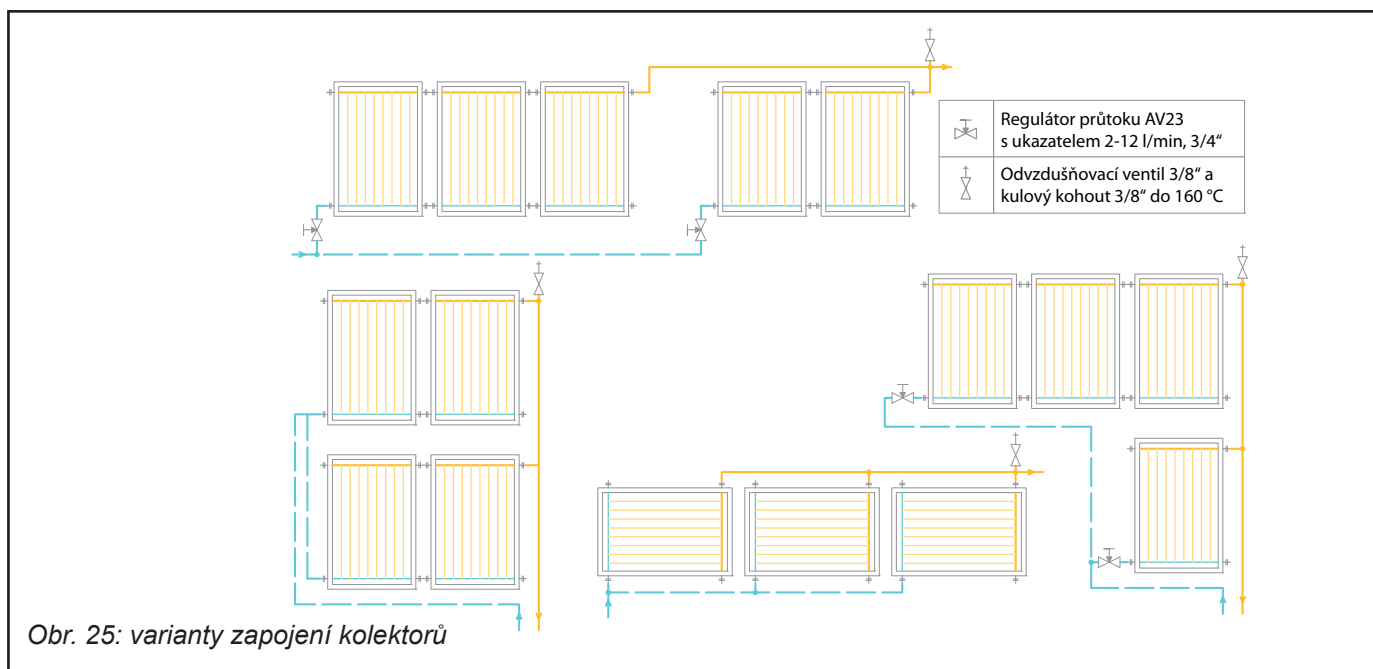 Regulátor průtoku AV23
s ukazatelem 2-12 l/min, 3/4“
Odvzdušňovací ventil 3/8“ a
kulový kohout 3/8“ do 160 °C
Obr. 25: varianty zapojení kolektorů